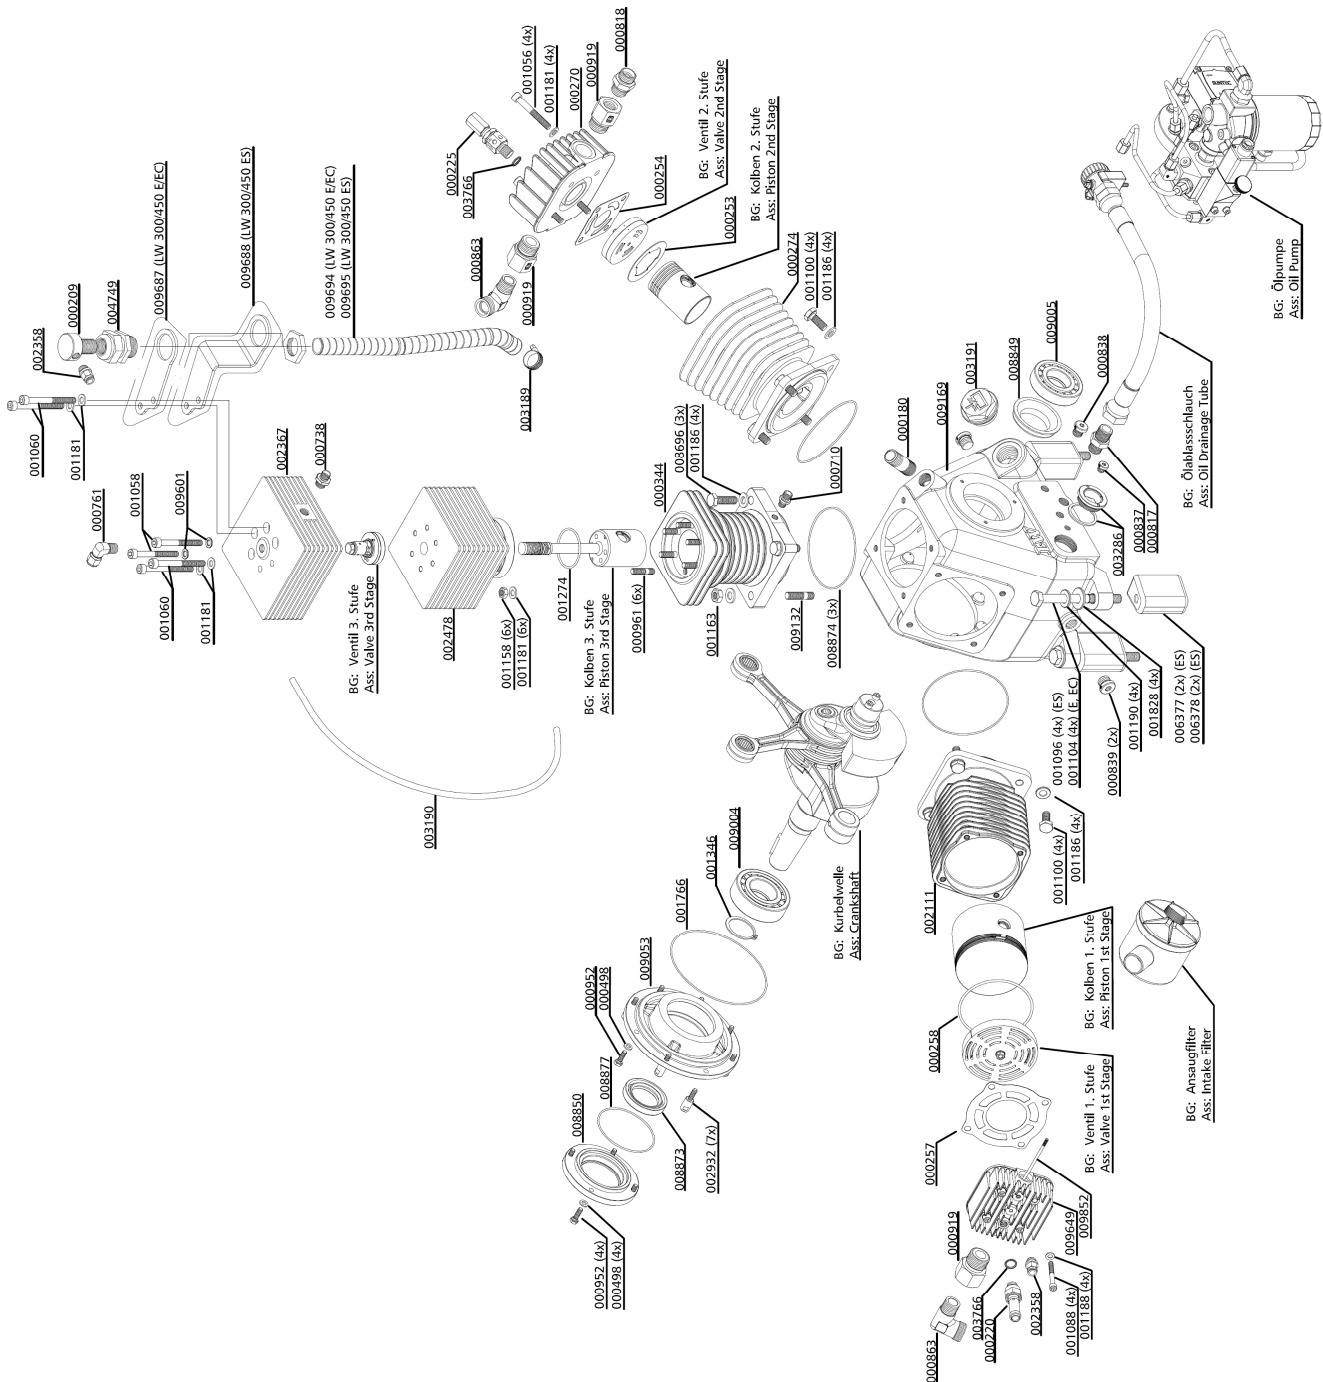 000818
000919
000270
001181 (4x)
001056 (4x)
000225
003766
000863
000919
000254
BG: Ventil 2. Stufe
Ass: Valve 2nd Stage
000253
BG: Kolben 2. Stufe
Ass: Piston 2nd Stage
000274
001100 (4x)
001186 (4x)
009687 (LW 300/450 E/EC)
009688 (LW 300/450 ES)
009694 (LW 300/450 E/EC)
009695 (LW 300/450 ES)
004749
000209
002358
001060
001181
003189
000738
002367
009601
001058
000761
001060
001181
BG: Ventil 3. Stufe
Ass: Valve 3rd Stage
002478
001158 (6x)
001181 (6x)
001274
BG: Kolben 3. Stufe
Ass: Piston 3rd Stage
000961 (6x)
000344
003696 (3x)
001186 (4x)
001163
009132
008874 (3x)
000710
000180
009169
003191
008849
009005
000838
SUNTEC
BG: Ölpumpe
Ass: Oil Pump
BG: Ölablassschlauch
Ass: Oil Drainage Tube
000817
000837
003286
006377 (2x) (ES)
006378 (2x) (ES)
001828 (4x)
001190 (4x)
000839 (2x)
001096 (4x) (ES)
001104 (4x) (E, EC)
003190
BG: Kurbelwelle
Ass: Crankshaft
009004
001346
001766
009053
000498
000952
008877
008850
008873
002932 (7x)
000952 (4x)
000498 (4x)
001100 (4x)
001186 (4x)
002111
BG: Kolben 1. Stufe
Ass: Piston 1st Stage
000258
BG: Ventil 1. Stufe
Ass: Valve 1st Stage
BG: Ansaugfilter
Ass: Intake Filter
000257
009852
009649
000919
000863
003766
000220
002358
001088 (4x)
001188 (4x)